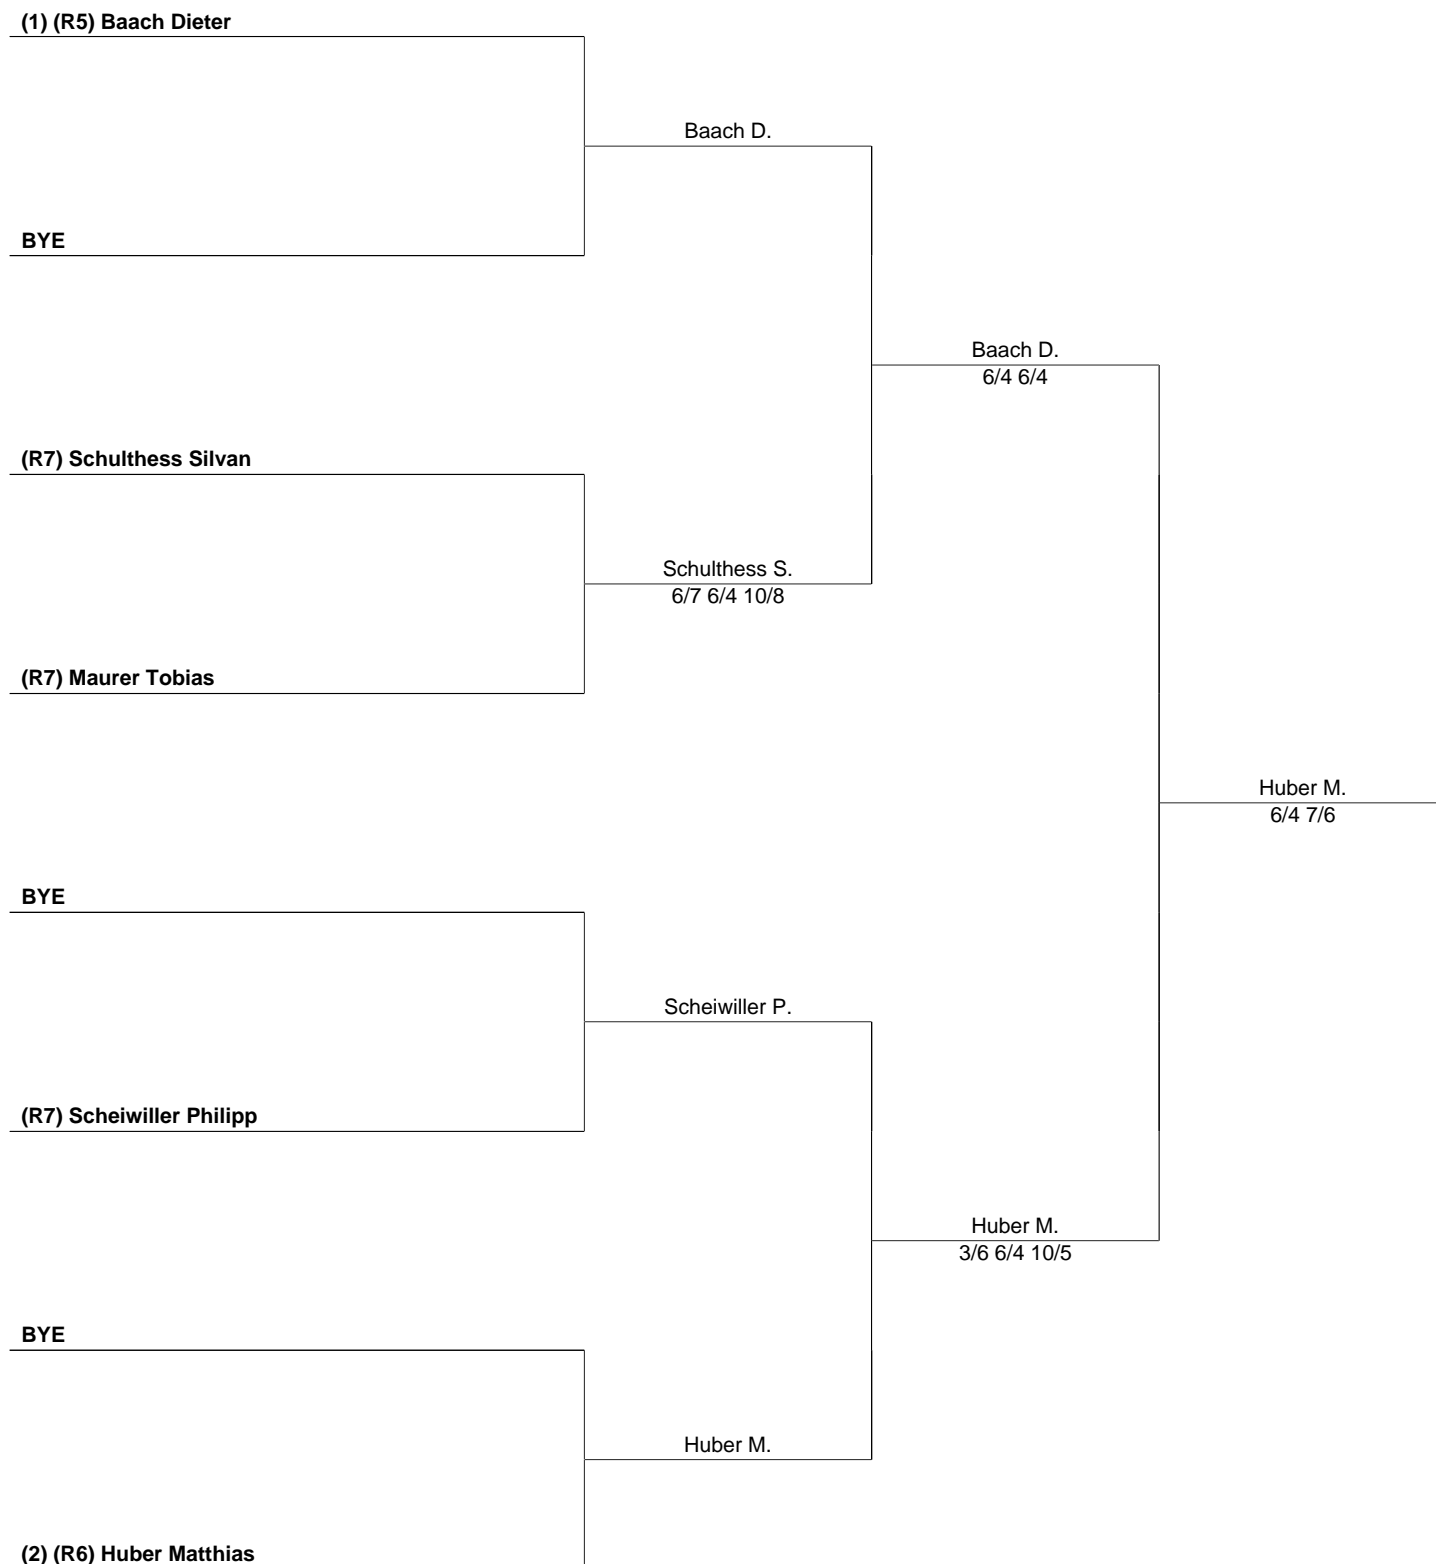 (1) (R5) Baach Dieter
Baach D.
BYE
Baach D.
6/4 6/4
(R7) Schulthess Silvan
Schulthess S.
6/7 6/4 10/8
(R7) Maurer Tobias
Huber M.
6/4 7/6
BYE
Scheiwiller P.
(R7) Scheiwiller Philipp
Huber M.
3/6 6/4 10/5
BYE
Huber M.
(2) (R6) Huber Matthias